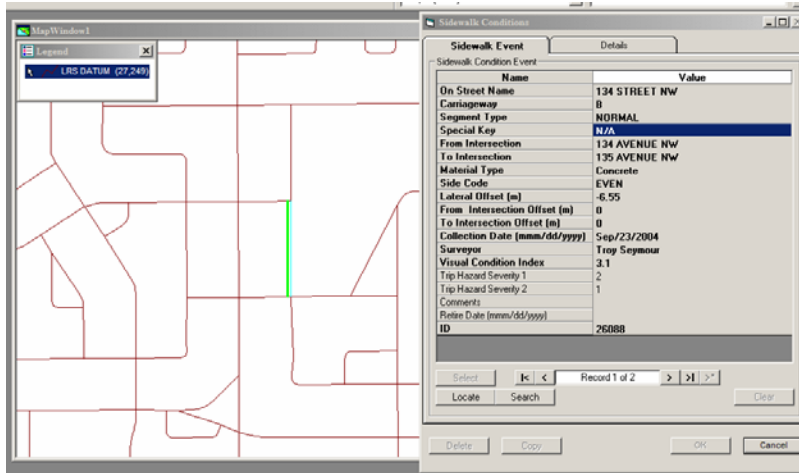 MapWindow1
Legend
LRS DATUM (27,249)
Sidewalk Conditions
Sidewalk Event Details
Sidewalk Condition Event
Name Value
On Street Name 134 STREET NW
Carriageway B
Segment Type NORMAL
Special Key N/A
From Intersection 134 AVENUE NW
To Intersection 135 AVENUE NW
Material Type Concrete
Side Code EVEN
Lateral Offset (m) -6.55
From Intersection Offset (m) 0
To Intersection Offset (m) 0
Collection Date (mmm/dd/yyyy) Sep/23/2004
Surveyor Troy Seymour
Visual Condition Index 3.1
Trip Hazard Severity 1 2
Trip Hazard Severity 2 1
Comments
Retire Date (mmm/dd/yyyy)
ID 26088
Select |< < Record 1 of 2 > >| >*
Locate Search Clear
Delete Copy OK Cancel